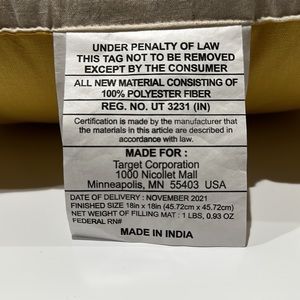 UNDER PENALTY OF LAW
THIS TAG NOT TO BE REMOVED
EXCEPT BY THE CONSUMER
ALL NEW MATERIAL CONSISTING OF
100% POLYESTER FIBER
REG. NO. UT 3231 (IN)
Certification is made by the manufacturer that
the materials in this article are described in
accordance with law.
MADE FOR :
Target Corporation
1000 Nicollet Mall
Minneapolis, MN 55403 USA
DATE OF DELIVERY : NOVEMBER 2021
FINISHED SIZE 18in x 18in (45.72cm x 45.72cm)
NET WEIGHT OF FILLING MAT : 1 LBS, 0.93 OZ
FEDERAL RN#
MADE IN INDIA